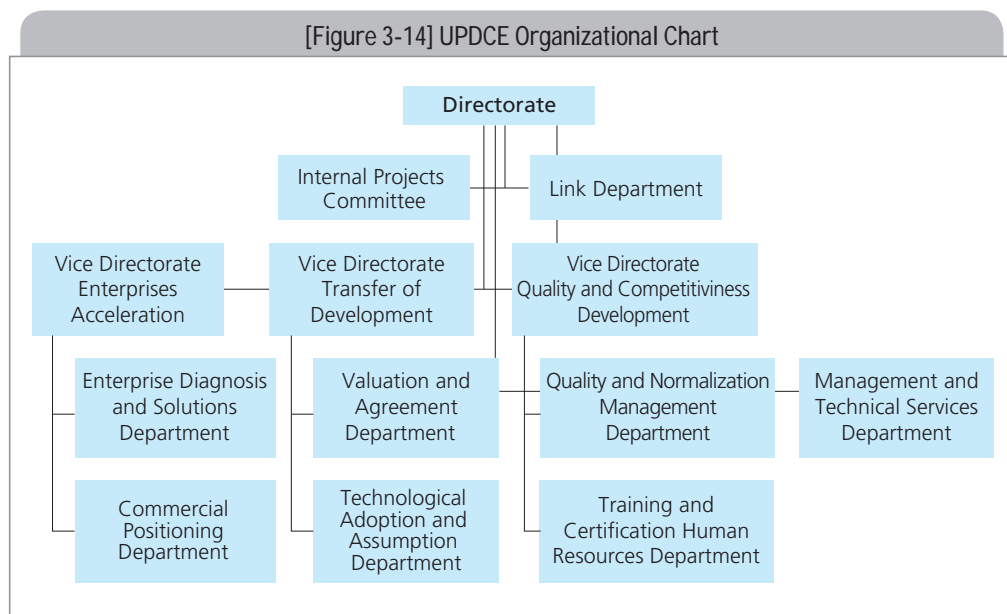 [Figure 3-14] UPDCE Organizational Chart
Directorate
Internal Projects
Committee
Link Department
Vice Directorate
Enterprises
Acceleration
Vice Directorate
Transfer of
Development
Vice Directorate
Quality and Competitiviness
Development
Enterprise Diagnosis
and Solutions
Department
Valuation and
Agreement
Department
Quality and Normalization
Management
Department
Management and
Technical Services
Department
Commercial
Positioning
Department
Technological
Adoption and
Assumption
Department
Training and
Certification Human
Resources Department